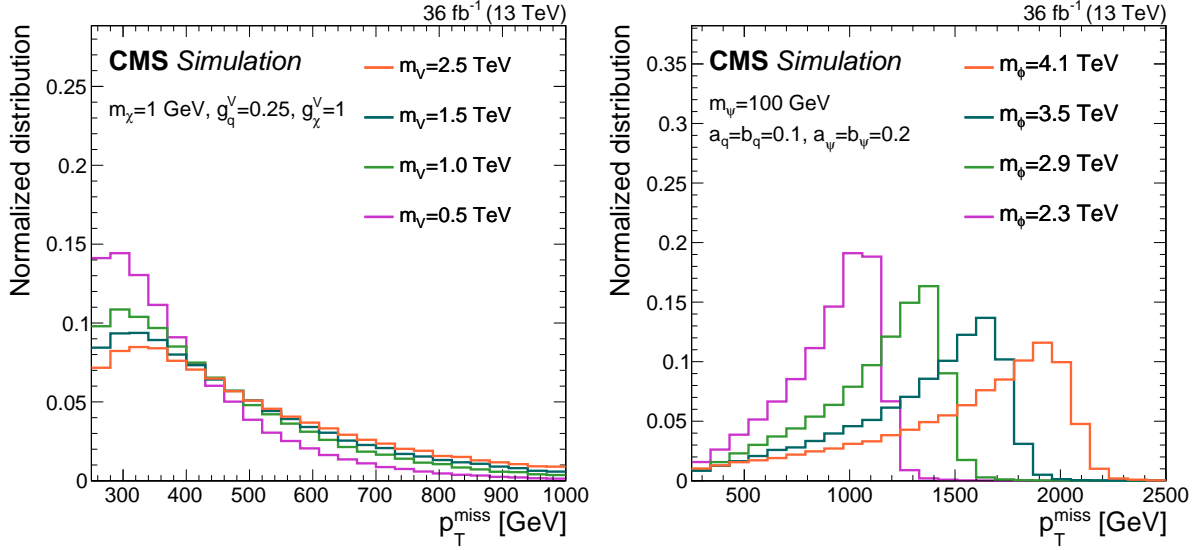 36 fb⁻¹ (13 TeV)
CMS Simulation
m_χ=1 GeV, g_q^V=0.25, g_χ^V=1
m_V=2.5 TeV
m_V=1.5 TeV
m_V=1.0 TeV
m_V=0.5 TeV
Normalized distribution
0.25
0.2
0.15
0.1
0.05
0
300 400 500 600 700 800 900 1000
p_T^miss [GeV]
36 fb⁻¹ (13 TeV)
CMS Simulation
m_ψ=100 GeV
a_q=b_q=0.1, a_ψ=b_ψ=0.2
m_ϕ=4.1 TeV
m_ϕ=3.5 TeV
m_ϕ=2.9 TeV
m_ϕ=2.3 TeV
Normalized distribution
0.35
0.3
0.25
0.2
0.15
0.1
0.05
0
500 1000 1500 2000 2500
p_T^miss [GeV]